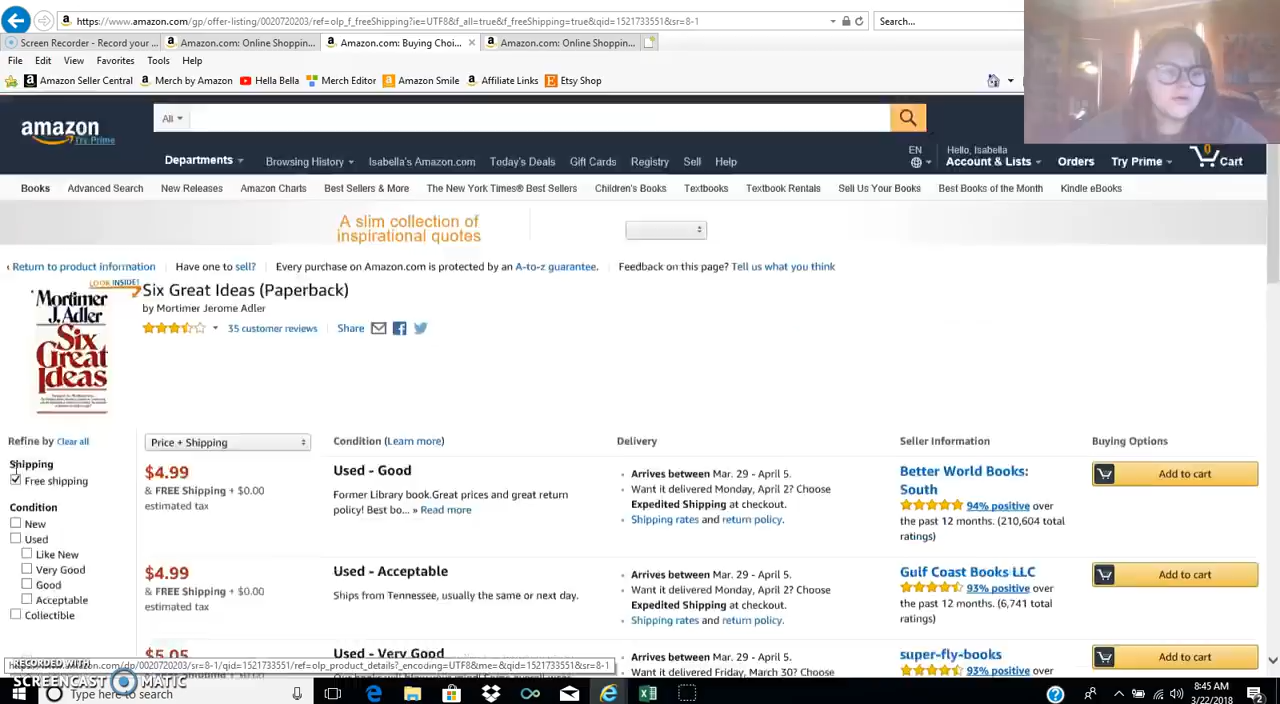 https://www.amazon.com/gp/offer-listing/0020720203/ref=olp_f_freeShipping?ie=UTF8&f_all=true&f_freeShipping=true&qid=1521733551&sr=8-1
Search...
Screen Recorder - Record your ...
Amazon.com: Online Shoppin...
Amazon.com: Buying Choi...
Amazon.com: Online Shoppin...
File Edit View Favorites Tools Help
Amazon Seller Central Merch by Amazon Hella Bella Merch Editor Amazon Smile Affiliate Links Etsy Shop
amazon
Try Prime
All
Departments Browsing History Isabella's Amazon.com Today's Deals Gift Cards Registry Sell Help
EN
Hello, Isabella
Account & Lists Orders Try Prime 0 Cart
Books Advanced Search New Releases Amazon Charts Best Sellers & More The New York Times® Best Sellers Children's Books Textbooks Textbook Rentals Sell Us Your Books Best Books of the Month Kindle eBooks
A slim collection of
inspirational quotes
‹ Return to product information Have one to sell? Every purchase on Amazon.com is protected by an A-to-z guarantee. Feedback on this page? Tell us what you think
LOOK INSIDE!
Mortimer
J. Adler
Six
Great
Ideas
Six Great Ideas (Paperback)
by Mortimer Jerome Adler
35 customer reviews Share
Refine by Clear all
Shipping
Free shipping
Condition
New
Used
Like New
Very Good
Good
Acceptable
Collectible
Price + Shipping Condition (Learn more) Delivery Seller Information Buying Options
$4.99
& FREE Shipping + $0.00
estimated tax
Used - Good
Former Library book.Great prices and great return
policy! Best bo... » Read more
Arrives between Mar. 29 - April 5.
Want it delivered Monday, April 2? Choose
Expedited Shipping at checkout.
Shipping rates and return policy.
Better World Books:
South
94% positive over
the past 12 months. (210,604 total
ratings)
Add to cart
$4.99
& FREE Shipping + $0.00
estimated tax
Used - Acceptable
Ships from Tennessee, usually the same or next day.
Arrives between Mar. 29 - April 5.
Want it delivered Monday, April 2? Choose
Expedited Shipping at checkout.
Shipping rates and return policy.
Gulf Coast Books LLC
93% positive over
the past 12 months. (6,741 total
ratings)
Add to cart
$5.05
Used - Very Good
Arrives between Mar. 29 - April 5.
Want it delivered Friday, March 30? Choose
super-fly-books
93% positive over
Add to cart
RECORDED WITH
SCREENCAST MATIC
Type here to search
8:45 AM
3/22/2018
2